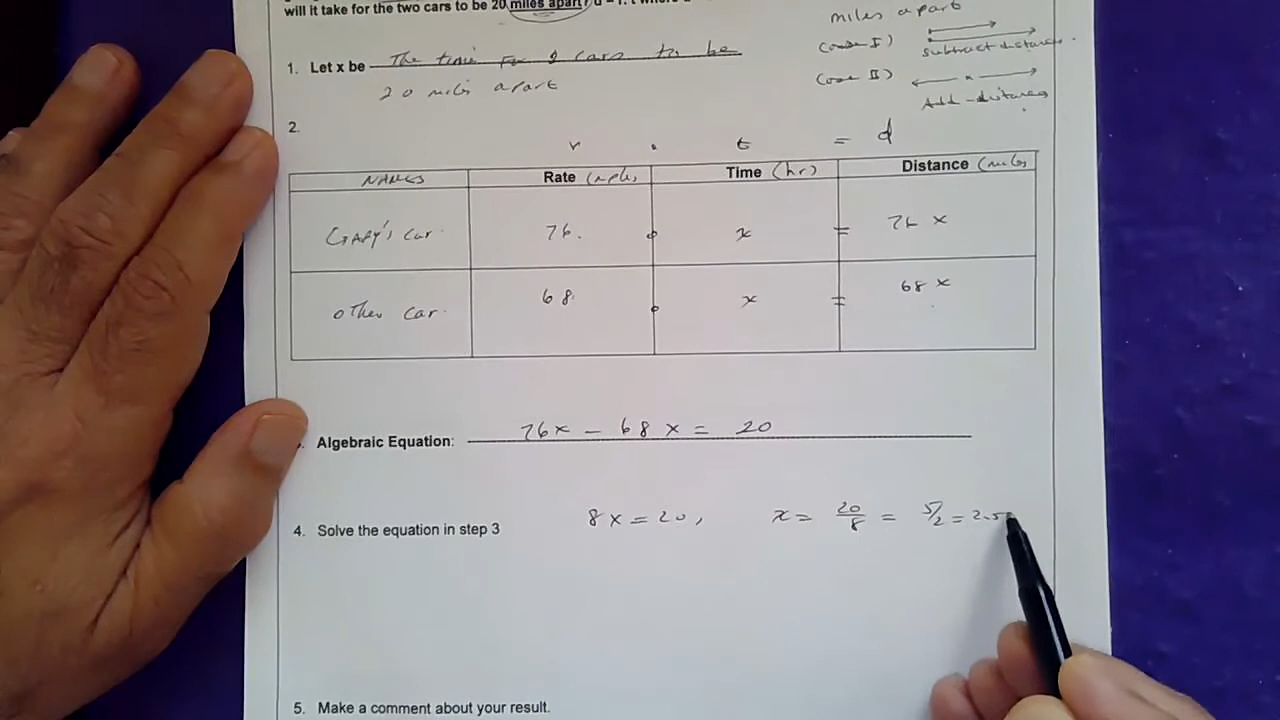 will it take for the two cars to be 20 miles apart?
miles apart
(case I)
subtract distances.
(case II)
Add distances
1. Let x be The time for 2 cars to be
20 miles apart
2.
r . t = d
NAMES Rate (mph) Time (hr) Distance (miles
GARY's car. 76. . x = 76 x
other car. 68. . x = 68 x
Algebraic Equation: 76x - 68x = 20
4. Solve the equation in step 3 8x = 20, x = 20/8 = 5/2 = 2.5
5. Make a comment about your result.